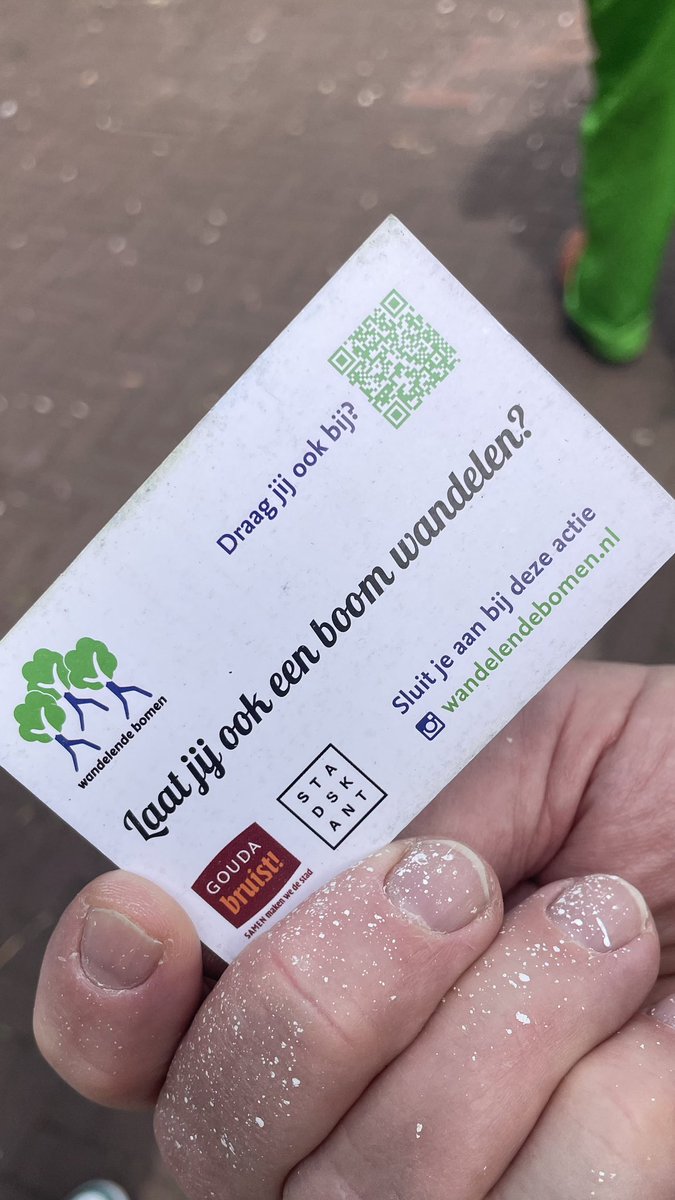 Draag jij ook bij?
Laat jij ook een boom wandelen?
Sluit je aan bij deze actie
wandelendebomen.nl
wandelende bomen
GOUDA
bruist!
SAMEN maken we de stad
STA
DSK
ANT